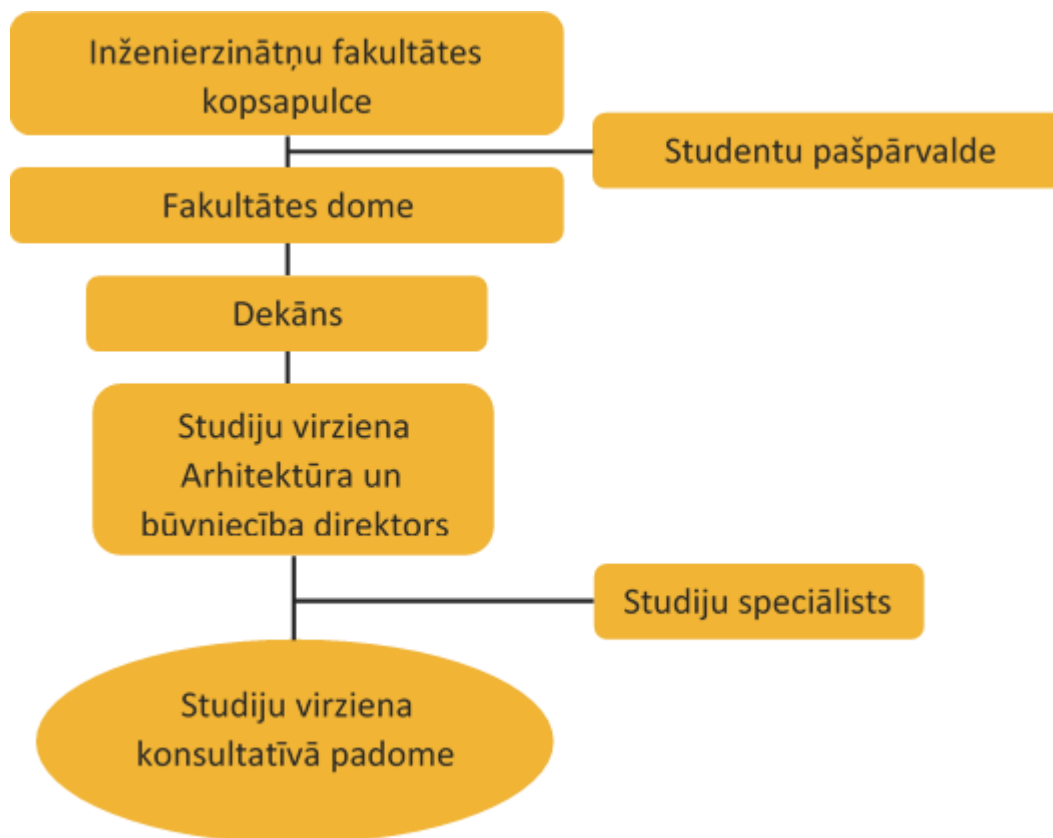 Inženierzinātņu fakultātes
kopsapulce
Studentu pašpārvalde
Fakultātes dome
Dekāns
Studiju virziena
Arhitektūra un
būvniecība direktors
Studiju speciālists
Studiju virziena
konsultatīvā padome